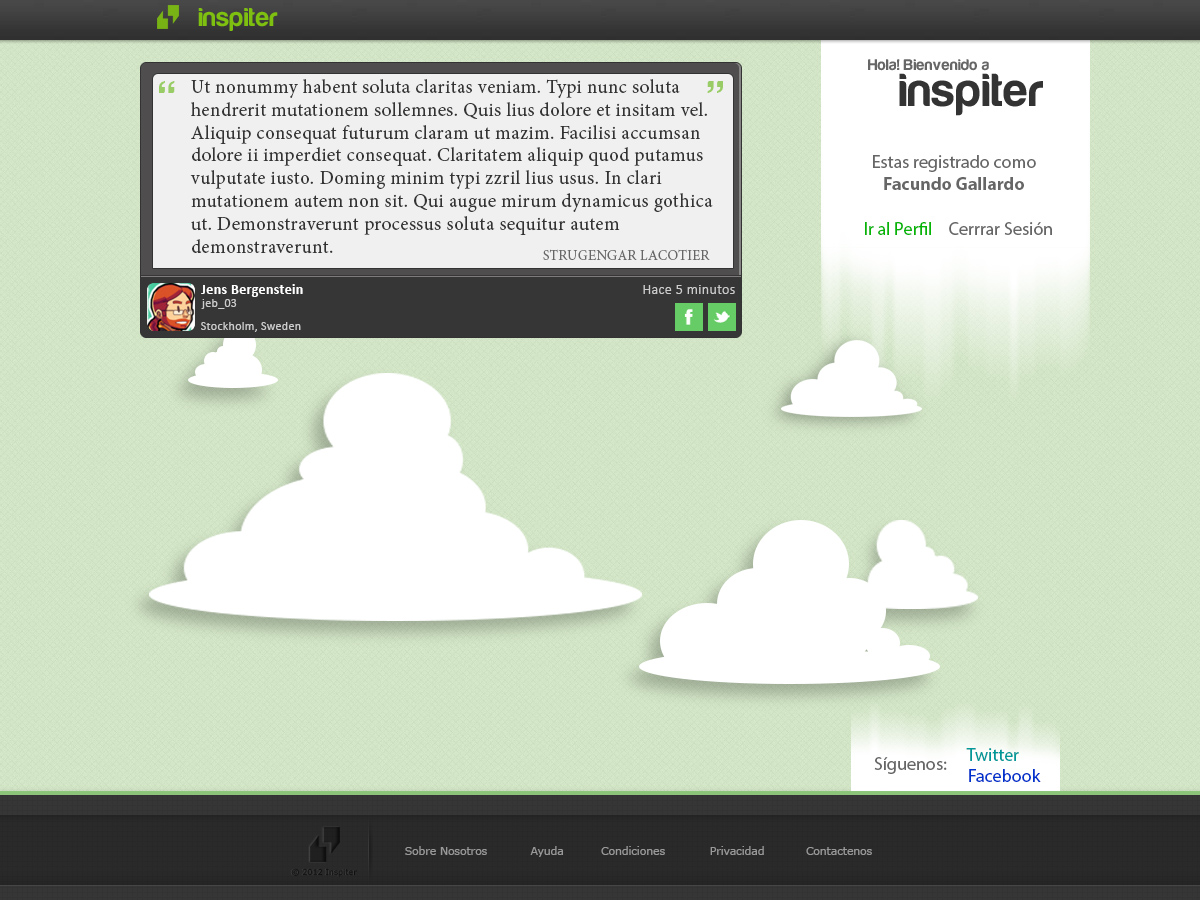 inspiter
“ Ut nonummy habent soluta claritas veniam. Typi nunc soluta ”
hendrerit mutationem sollemnes. Quis lius dolore et insitam vel.
Aliquip consequat futurum claram ut mazim. Facilisi accumsan
dolore ii imperdiet consequat. Claritatem aliquip quod putamus
vulputate iusto. Doming minim typi zzril lius usus. In clari
mutationem autem non sit. Qui augue mirum dynamicus gothica
ut. Demonstraverunt processus soluta sequitur autem
demonstraverunt.
STRUGENGAR LACOTIER
Jens Bergenstein
jeb_03
Stockholm, Sweden
Hace 5 minutos
f
Hola! Bienvenido a
inspiter
Estas registrado como
Facundo Gallardo
Ir al Perfil Cerrrar Sesión
Síguenos:
Twitter
Facebook
© 2012 Inspiter
Sobre Nosotros Ayuda Condiciones Privacidad Contactenos